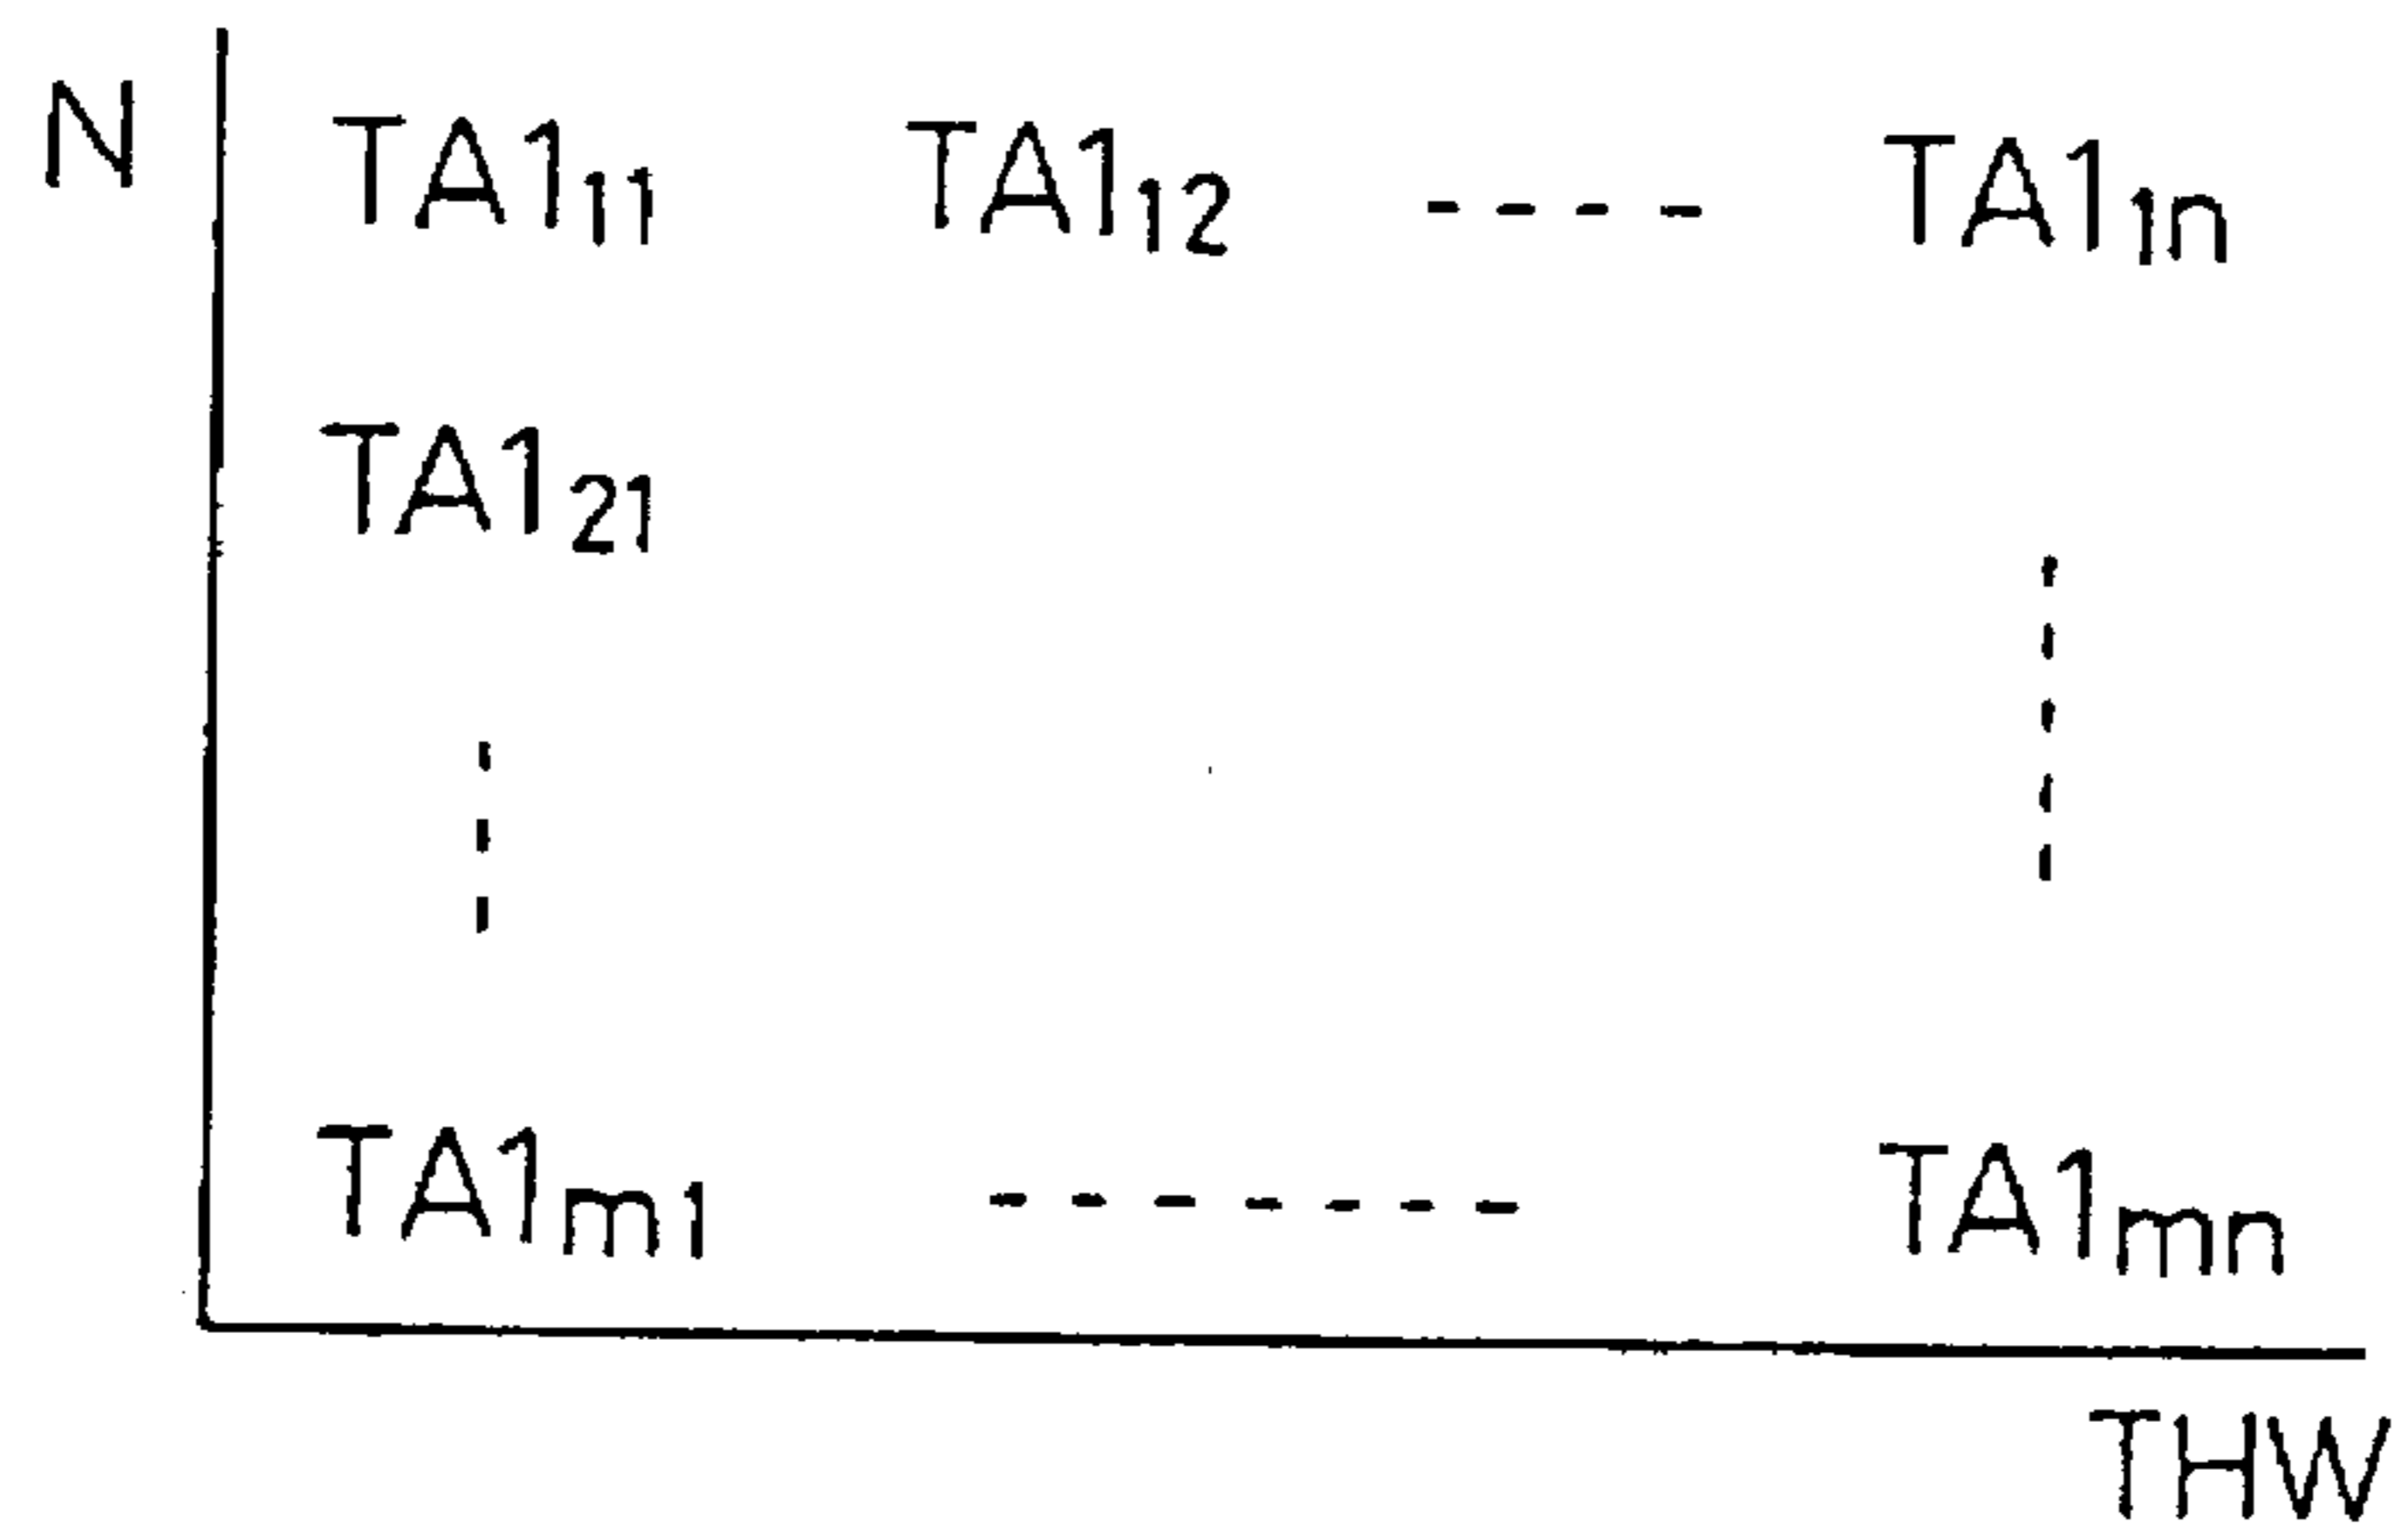 N
TA1₁₁ TA1₁₂ ---- TA1₁ₙ
TA1₂₁
TA1ₘ₁ ------- TA1ₘₙ
THW